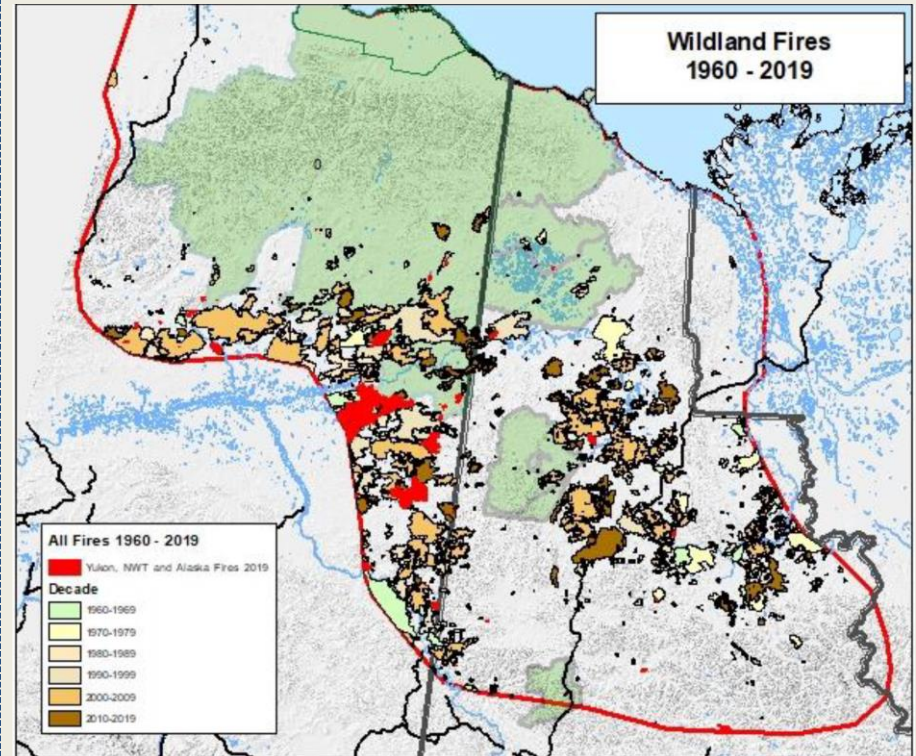 Wildland Fires
1960 - 2019
All Fires 1960 - 2019
Yukon, NWT and Alaska Fires 2019
Decade
1960-1969
1970-1979
1980-1989
1990-1999
2000-2009
2010-2019